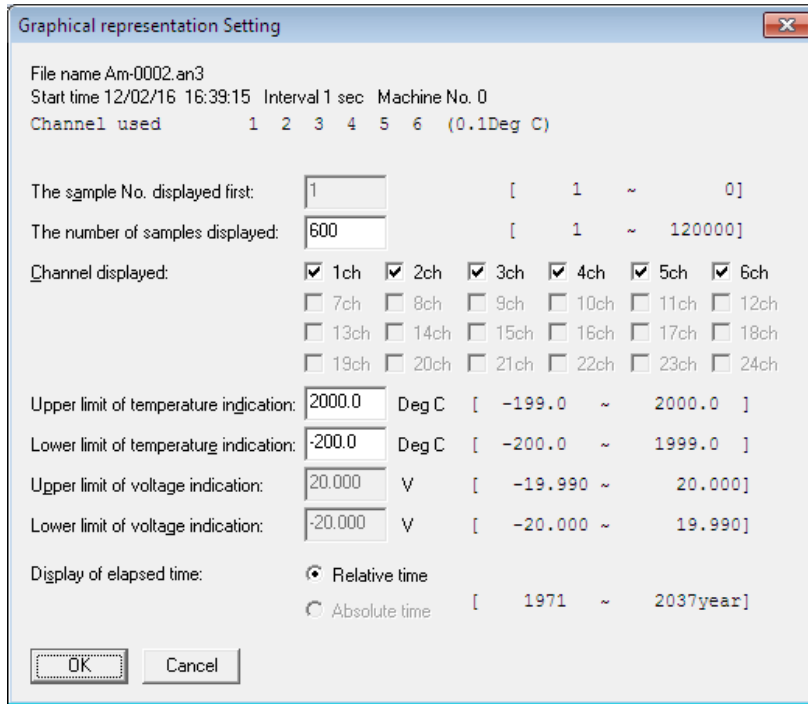 Graphical representation Setting
File name Am-0002.an3
Start time 12/02/16 16:39:15 Interval 1 sec Machine No. 0
Channel used 1 2 3 4 5 6 (0.1Deg C)
The sample No. displayed first: 1 [ 1 ~ 0]
The number of samples displayed: 600 [ 1 ~ 120000]
Channel displayed: 1ch 2ch 3ch 4ch 5ch 6ch
7ch 8ch 9ch 10ch 11ch 12ch
13ch 14ch 15ch 16ch 17ch 18ch
19ch 20ch 21ch 22ch 23ch 24ch
Upper limit of temperature indication: 2000.0 Deg C [ -199.0 ~ 2000.0 ]
Lower limit of temperature indication: -200.0 Deg C [ -200.0 ~ 1999.0 ]
Upper limit of voltage indication: 20.000 V [ -19.990 ~ 20.000]
Lower limit of voltage indication: -20.000 V [ -20.000 ~ 19.990]
Display of elapsed time: Relative time
Absolute time [ 1971 ~ 2037year]
OK Cancel